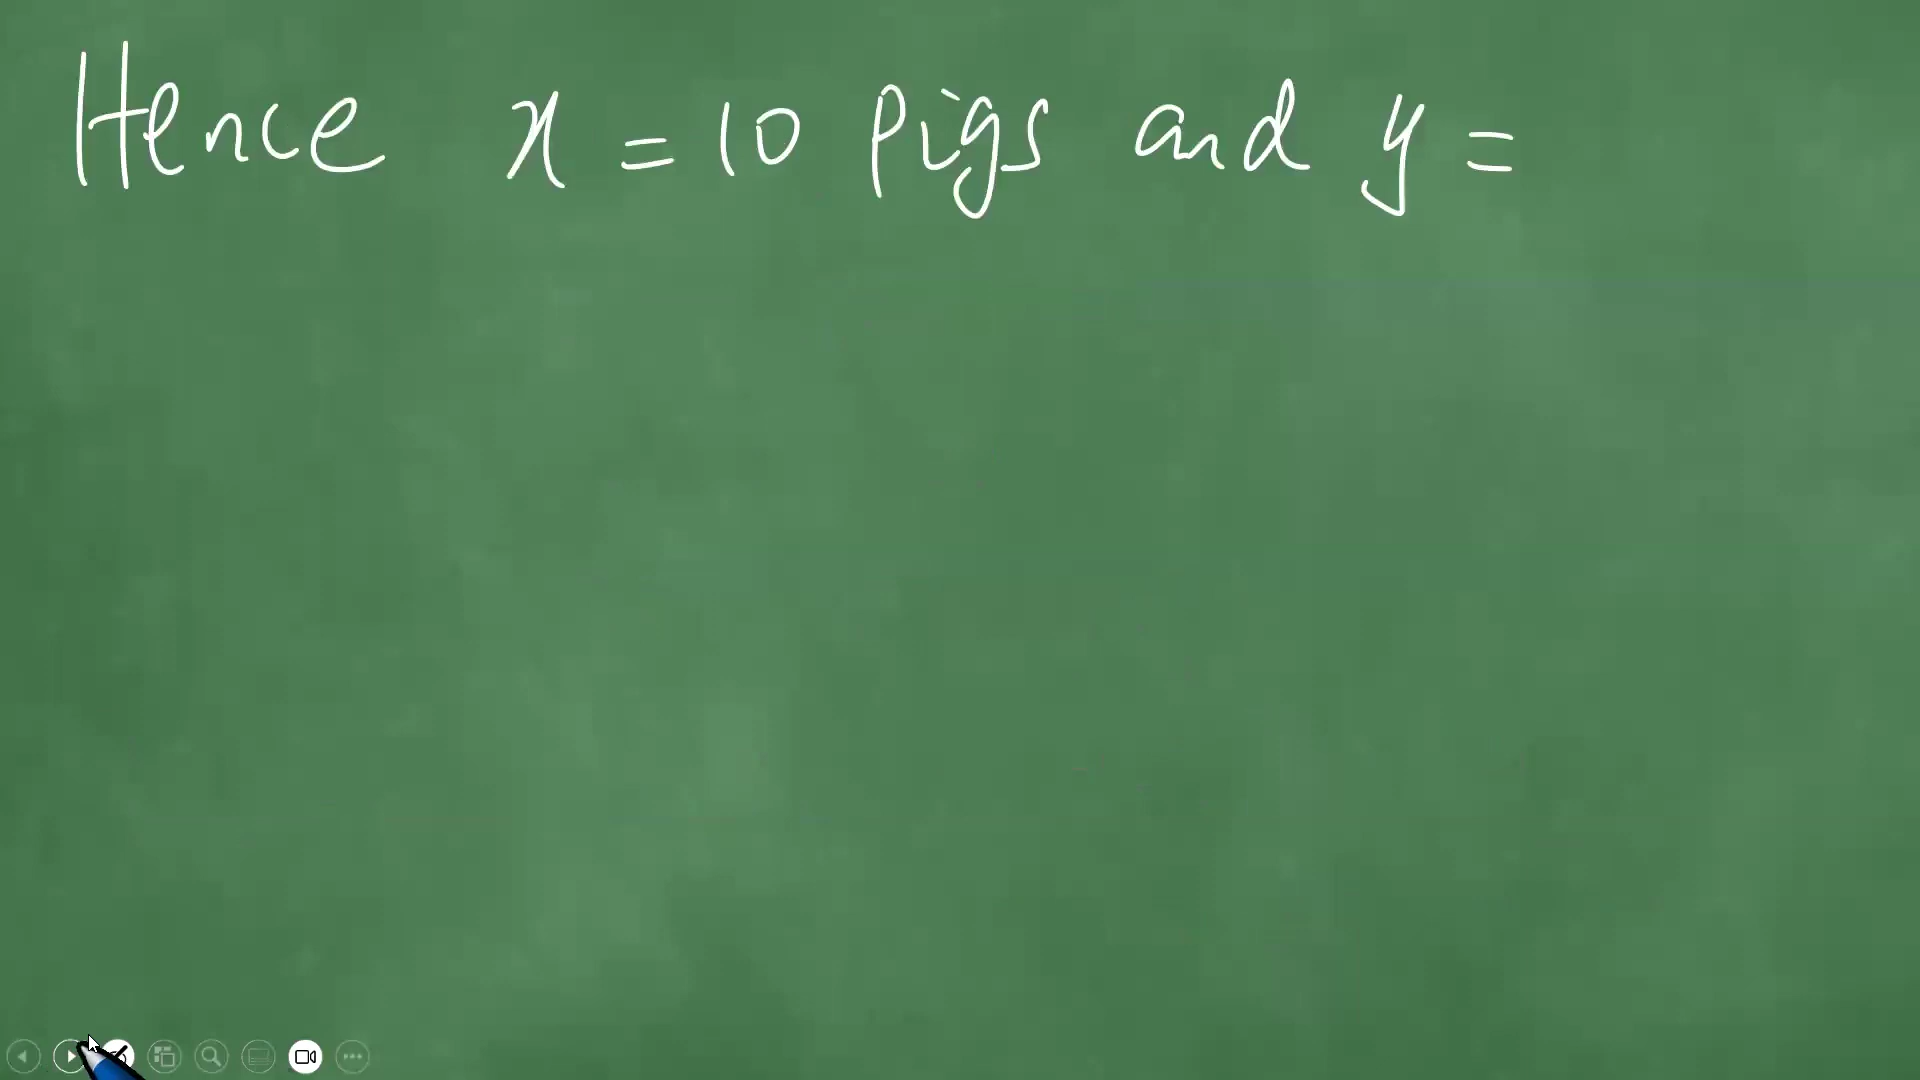 Hence x = 10 pigs and y =